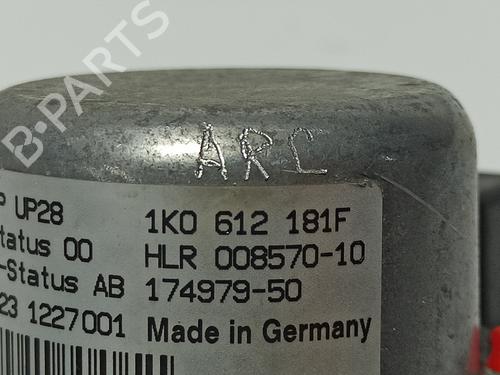 B-PARTS
ARC
P UP28 1K0 612 181F
tatus 00 HLR 008570-10
-Status AB 174979-50
23 1227001 Made in Germany